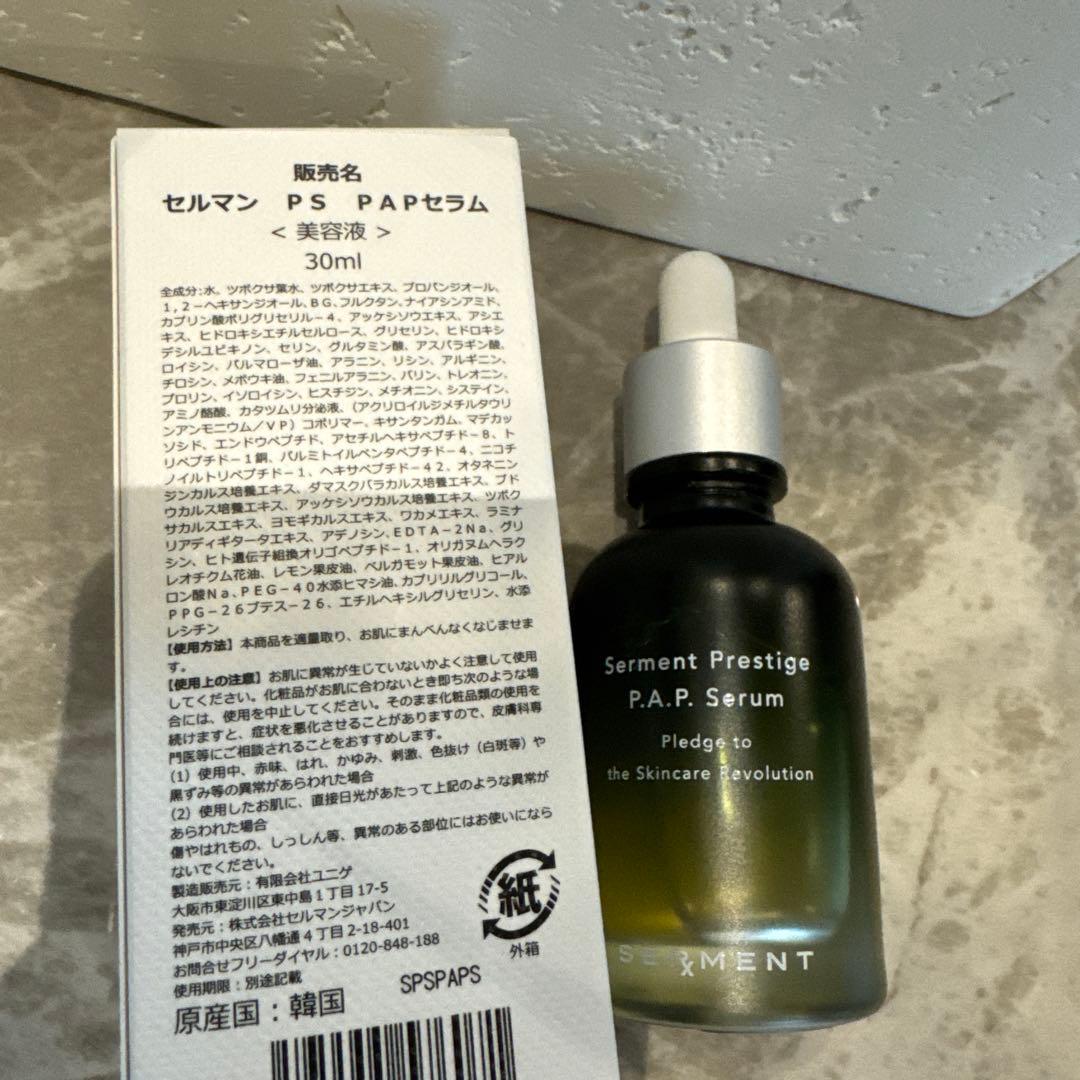 販売名
セルマン　PS　PAPセラム
< 美容液 >
30ml
全成分:水、ツボクサ葉水、ツボクサエキス、プロパンジオール、
1,2－ヘキサンジオール、BG、フルクタン、ナイアシンアミド、
カプリン酸ポリグリセリル－4、アッケシソウエキス、アシエ
キス、ヒドロキシエチルセルロース、グリセリン、ヒドロキシ
デシルユビキノン、セリン、グルタミン酸、アスパラギン酸、
ロイシン、パルマローザ油、アラニン、リシン、アルギニン、
チロシン、メボウキ油、フェニルアラニン、バリン、トレオニン、
プロリン、イソロイシン、ヒスチジン、メチオニン、システイン、
アミノ酪酸、カタツムリ分泌液、（アクリロイルジメチルタウリ
ンアンモニウム／VP）コポリマー、キサンタンガム、マデカッ
ソシド、エンドウペプチド、アセチルヘキサペプチド－8、ト
リペプチド－1銅、パルミトイルペンタペプチド－4、ニコチ
ノイルトリペプチド－1、ヘキサペプチド－42、オタネニン
ジンカルス培養エキス、ダマスクバラカルス培養エキス、ブド
ウカルス培養エキス、アッケシソウカルス培養エキス、ツボク
サカルスエキス、ヨモギカルスエキス、ワカメエキス、ラミナ
リアディギタータエキス、アデノシン、EDTA－2Na、グリ
シン、ヒト遺伝子組換オリゴペプチド－1、オリガヌムヘラク
レオチクム花油、レモン果皮油、ベルガモット果皮油、ヒアル
ロン酸Na、PEG－40水添ヒマシ油、カプリリルグリコール、
PPG－26ブテス－26、エチルヘキシルグリセリン、水添
レシチン
【使用方法】本商品を適量取り、お肌にまんべんなくなじませま
す。
【使用上の注意】お肌に異常が生じていないかよく注意して使用
してください。化粧品がお肌に合わないとき即ち次のような場
合には、使用を中止してください。そのまま化粧品類の使用を
続けますと、症状を悪化させることがありますので、皮膚科専
門医等にご相談されることをおすすめします。
(1) 使用中、赤味、はれ、かゆみ、刺激、色抜け（白斑等）や
黒ずみ等の異常があらわれた場合
(2) 使用したお肌に、直接日光があたって上記のような異常が
あらわれた場合
傷やはれもの、しっしん等、異常のある部位にはお使いになら
ないでください。
製造販売元：有限会社ユニゲ
大阪市東淀川区東中島1丁目17-5
発売元：株式会社セルマンジャパン
神戸市中央区八幡通4丁目2-18-401
お問合せフリーダイヤル：0120-848-188
使用期限：別途記載
SPSPAPS
原産国：韓国
紙
外箱
Serment Prestige
P.A.P. Serum
Pledge to
the Skincare Revolution
SERxMENT